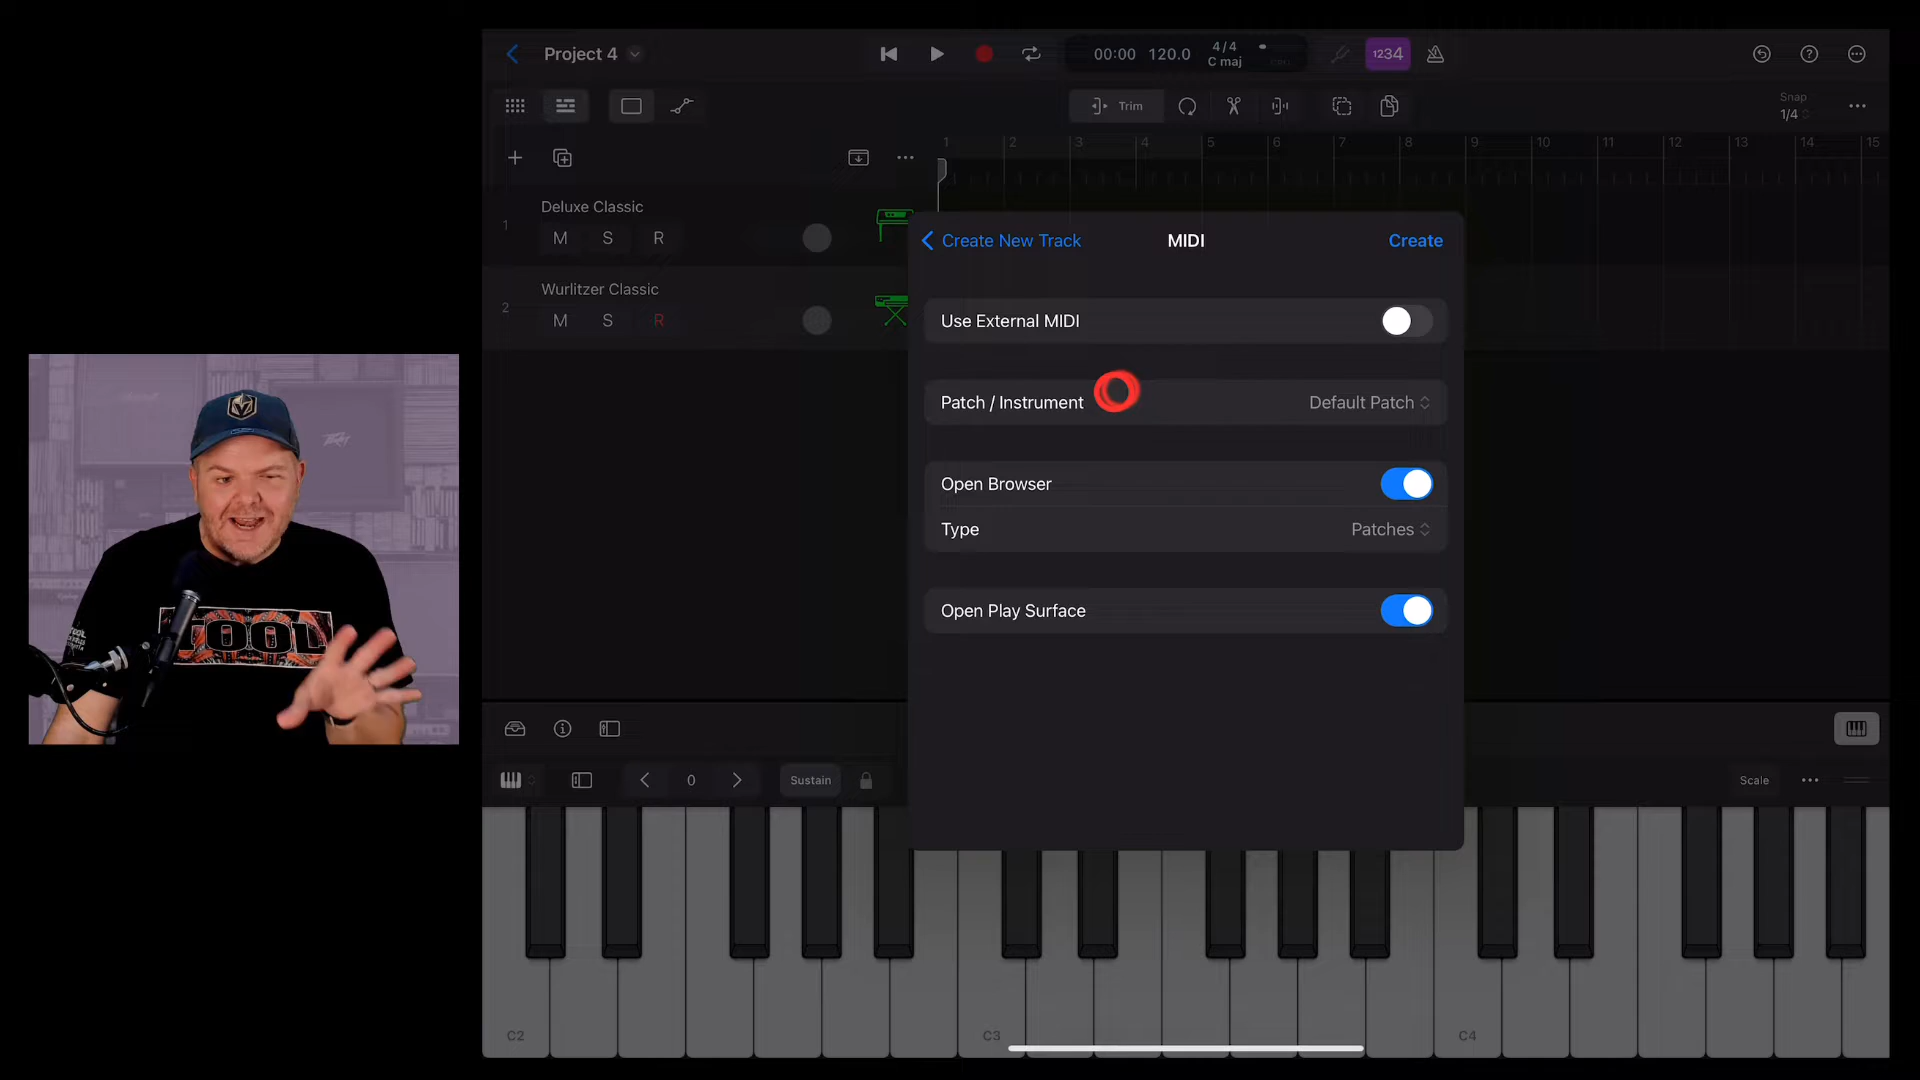 Project 4
00:00 120.0 4/4
C maj
1234
Trim
Snap
1/4
1 2 3 4 5 6 7 8 9 10 11 12 13 14 15
1
Deluxe Classic
M S R
2
Wurlitzer Classic
M S R
Create New Track
MIDI
Create
Use External MIDI
Patch / Instrument
Default Patch
Open Browser
Type
Patches
Open Play Surface
0
Sustain
Scale
C2
C3
C4
TOOL